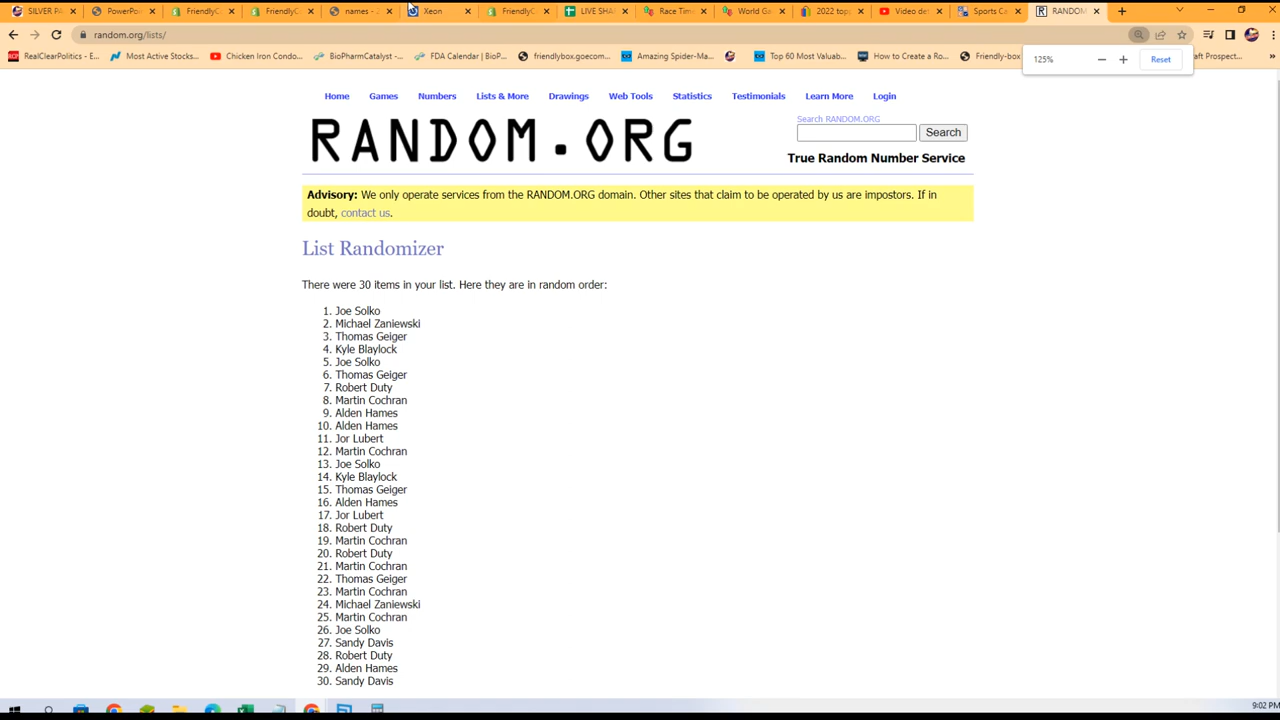 SILVER PA
PowerPoi
FriendlyC
FriendlyC
names -
Xeon
FriendlyC
LIVE SHA
Race Tim
World Ga
2022 top
Video de
Sports Ca
RANDOM
random.org/lists/
RealClearPolitics - E...
Most Active Stocks...
Chicken Iron Condo...
BioPharmCatalyst -...
FDA Calendar | BioP...
friendlybox.goecom...
Amazing Spider-Ma...
Top 60 Most Valuab...
How to Create a Ro...
Friendly-box
aft Prospect...
125%
Reset
Home Games Numbers Lists & More Drawings Web Tools Statistics Testimonials Learn More Login
RANDOM.ORG
Search RANDOM.ORG
Search
True Random Number Service
Advisory: We only operate services from the RANDOM.ORG domain. Other sites that claim to be operated by us are impostors. If in
doubt, contact us.
List Randomizer
There were 30 items in your list. Here they are in random order:
1. Joe Solko
2. Michael Zaniewski
3. Thomas Geiger
4. Kyle Blaylock
5. Joe Solko
6. Thomas Geiger
7. Robert Duty
8. Martin Cochran
9. Alden Hames
10. Alden Hames
11. Jor Lubert
12. Martin Cochran
13. Joe Solko
14. Kyle Blaylock
15. Thomas Geiger
16. Alden Hames
17. Jor Lubert
18. Robert Duty
19. Martin Cochran
20. Robert Duty
21. Martin Cochran
22. Thomas Geiger
23. Martin Cochran
24. Michael Zaniewski
25. Martin Cochran
26. Joe Solko
27. Sandy Davis
28. Robert Duty
29. Alden Hames
30. Sandy Davis
9:02 PM